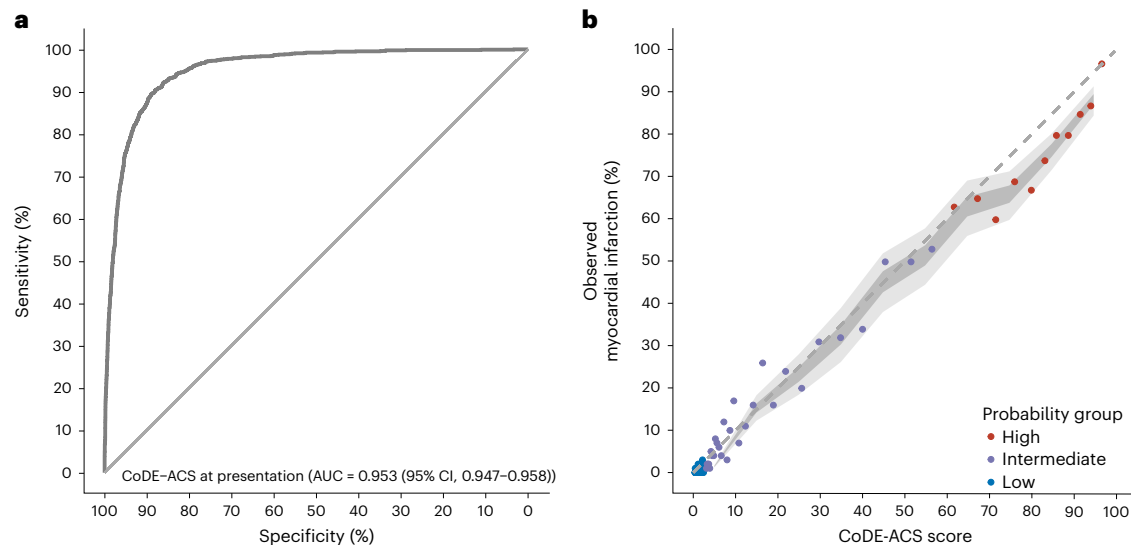 a
100
90
80
70
60
50
40
30
20
10
0
Sensitivity (%)
CoDE–ACS at presentation (AUC = 0.953 (95% CI, 0.947–0.958))
100 90 80 70 60 50 40 30 20 10 0
Specificity (%)
b
100
90
80
70
60
50
40
30
20
10
0
Observed
myocardial infarction (%)
Probability group
High
Intermediate
Low
0 10 20 30 40 50 60 70 80 90 100
CoDE-ACS score